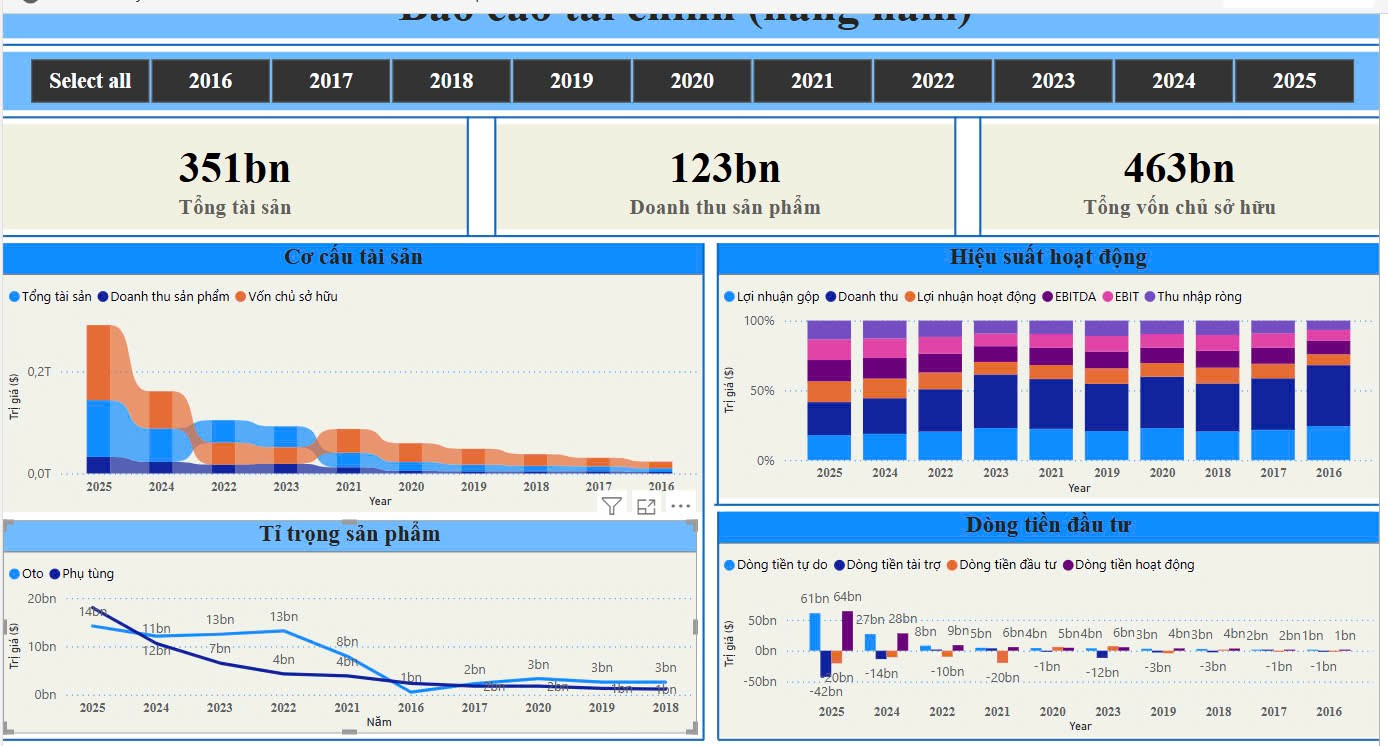 Báo cáo tài chính (hàng năm)
Select all 2016 2017 2018 2019 2020 2021 2022 2023 2024 2025
351bn
Tổng tài sản
123bn
Doanh thu sản phẩm
463bn
Tổng vốn chủ sở hữu
Cơ cấu tài sản
Tổng tài sản Doanh thu sản phẩm Vốn chủ sở hữu
Trị giá ($)
0,2T
0,0T
2025 2024 2022 2023 2021 2020 2019 2018 2017 2016
Year
Hiệu suất hoạt động
Lợi nhuận gộp Doanh thu Lợi nhuận hoạt động EBITDA EBIT Thu nhập ròng
Trị giá ($)
100%
50%
0%
2025 2024 2022 2023 2021 2019 2020 2018 2017 2016
Year
Tỉ trọng sản phẩm
Oto Phụ tùng
Trị giá ($)
20bn
10bn
0bn
14bn 11bn 13bn 13bn 8bn 1bn 2bn 3bn 3bn 3bn
12bn 7bn 4bn 4bn 2bn 2bn 1bn 1bn
2025 2024 2023 2022 2021 2016 2017 2020 2019 2018
Năm
Dòng tiền đầu tư
Dòng tiền tự do Dòng tiền tài trợ Dòng tiền đầu tư Dòng tiền hoạt động
Trị giá ($)
50bn
0bn
-50bn
61bn 64bn 27bn 28bn 8bn 9bn 5bn 6bn 4bn 5bn 4bn 6bn 3bn 4bn 3bn 4bn 2bn 2bn 1bn 1bn
-42bn -20bn -14bn -10bn -20bn -1bn -12bn -3bn -3bn -1bn -1bn
2025 2024 2022 2023 2021 2020 2019 2018 2017 2016
Year